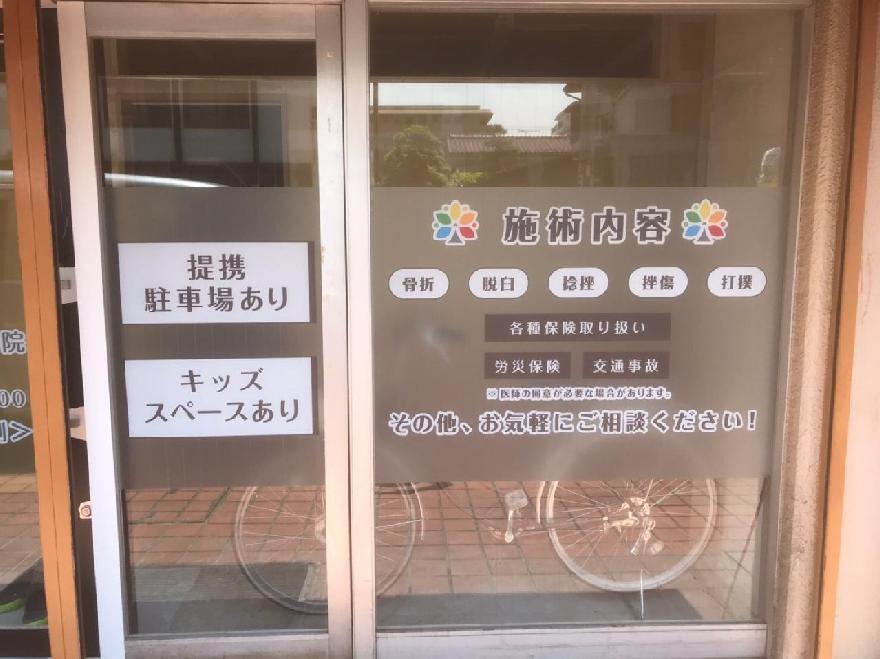 院
00
提携
駐車場あり
キッズ
スペースあり
施術内容
骨折 脱臼 捻挫 挫傷 打撲
各種保険取り扱い
労災保険 交通事故
※医師の同意が必要な場合があります。
その他、お気軽にご相談ください！